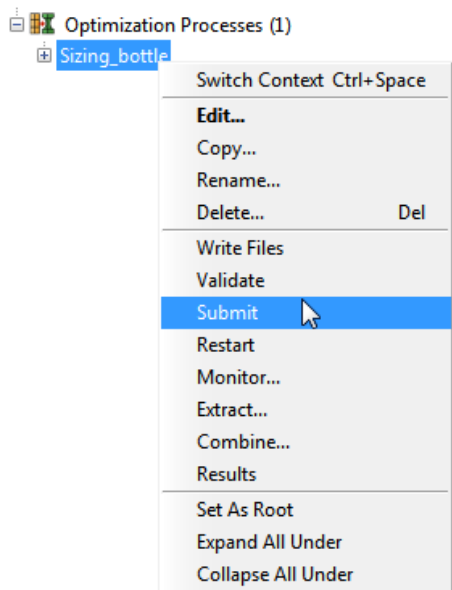 Optimization Processes (1)
Sizing_bottle
Switch Context Ctrl+Space
Edit...
Copy...
Rename...
Delete... Del
Write Files
Validate
Submit
Restart
Monitor...
Extract...
Combine...
Results
Set As Root
Expand All Under
Collapse All Under